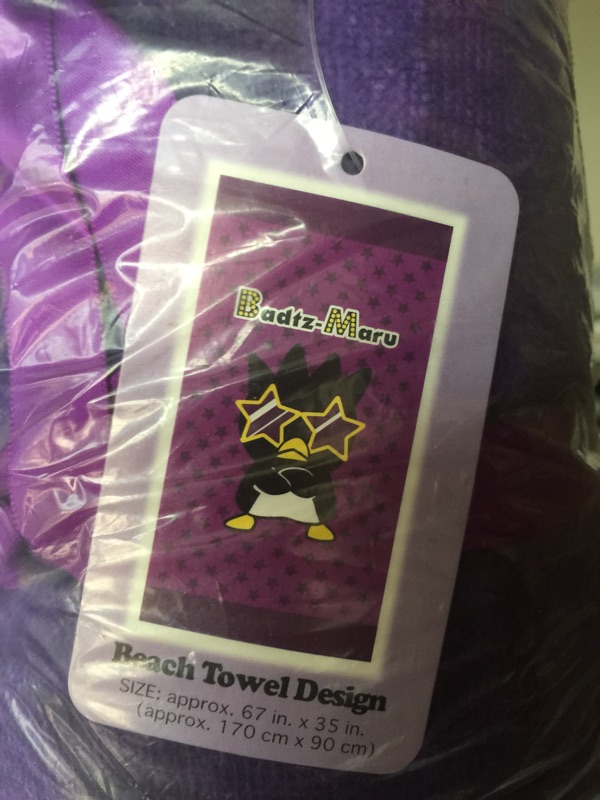 Badtz-Maru
Beach Towel Design
SIZE: approx. 67 in. x 35 in.
(approx. 170 cm x 90 cm)